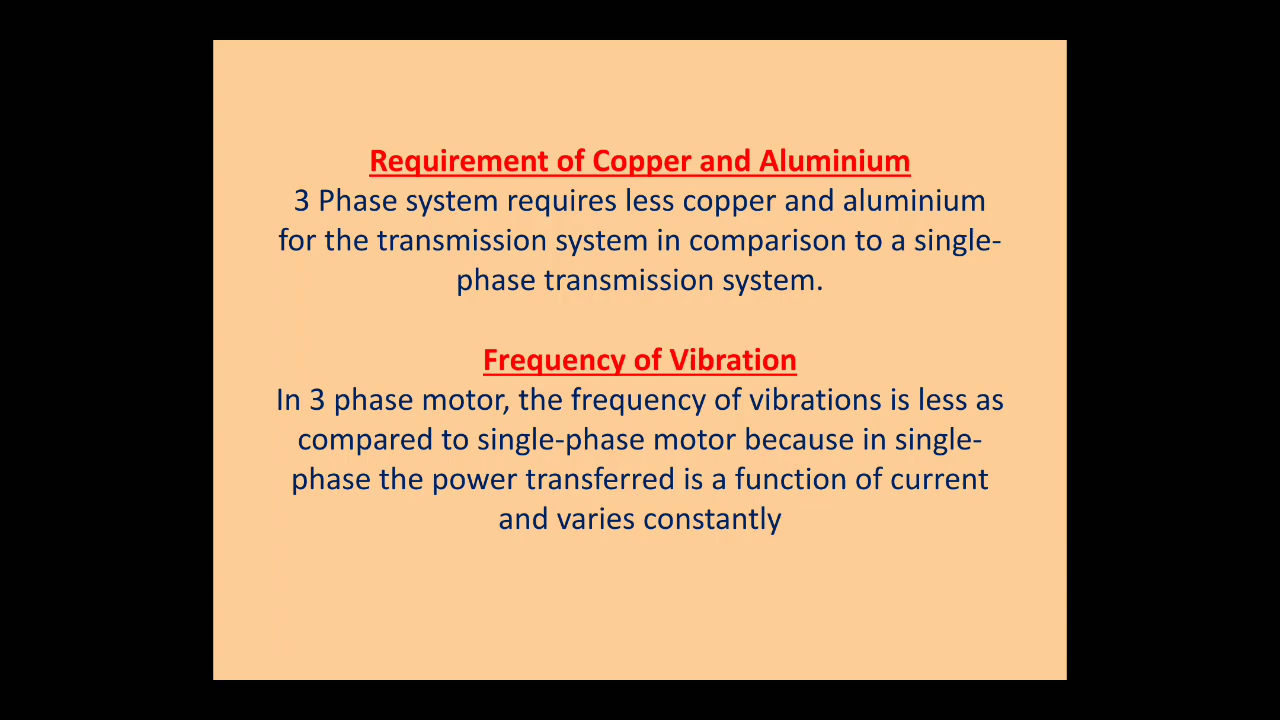 Requirement of Copper and Aluminium
3 Phase system requires less copper and aluminium
for the transmission system in comparison to a single-
phase transmission system.
Frequency of Vibration
In 3 phase motor, the frequency of vibrations is less as
compared to single-phase motor because in single-
phase the power transferred is a function of current
and varies constantly